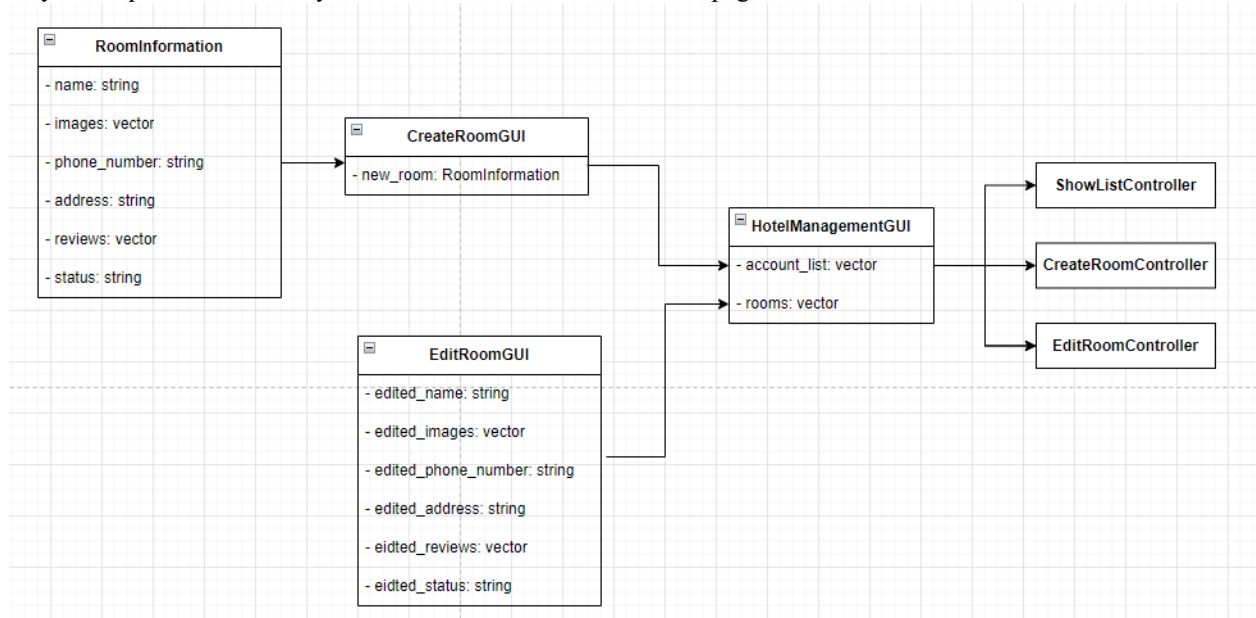 RoomInformation
- name: string
- images: vector
- phone_number: string
- address: string
- reviews: vector
- status: string
CreateRoomGUI
- new_room: RoomInformation
EditRoomGUI
- edited_name: string
- edited_images: vector
- edited_phone_number: string
- edited_address: string
- eidted_reviews: vector
- eidted_status: string
HotelManagementGUI
- account_list: vector
- rooms: vector
ShowListController
CreateRoomController
EditRoomController